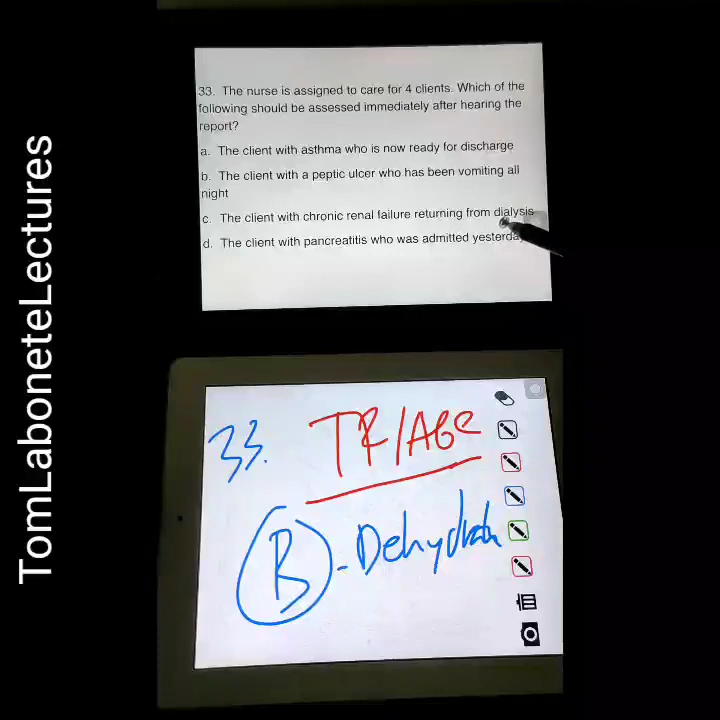 TomLaboneteLectures
33. The nurse is assigned to care for 4 clients. Which of the
following should be assessed immediately after hearing the
report?
a. The client with asthma who is now ready for discharge
b. The client with a peptic ulcer who has been vomiting all
night
c. The client with chronic renal failure returning from dialysis
d. The client with pancreatitis who was admitted yesterday
33. TRIAGE
B -